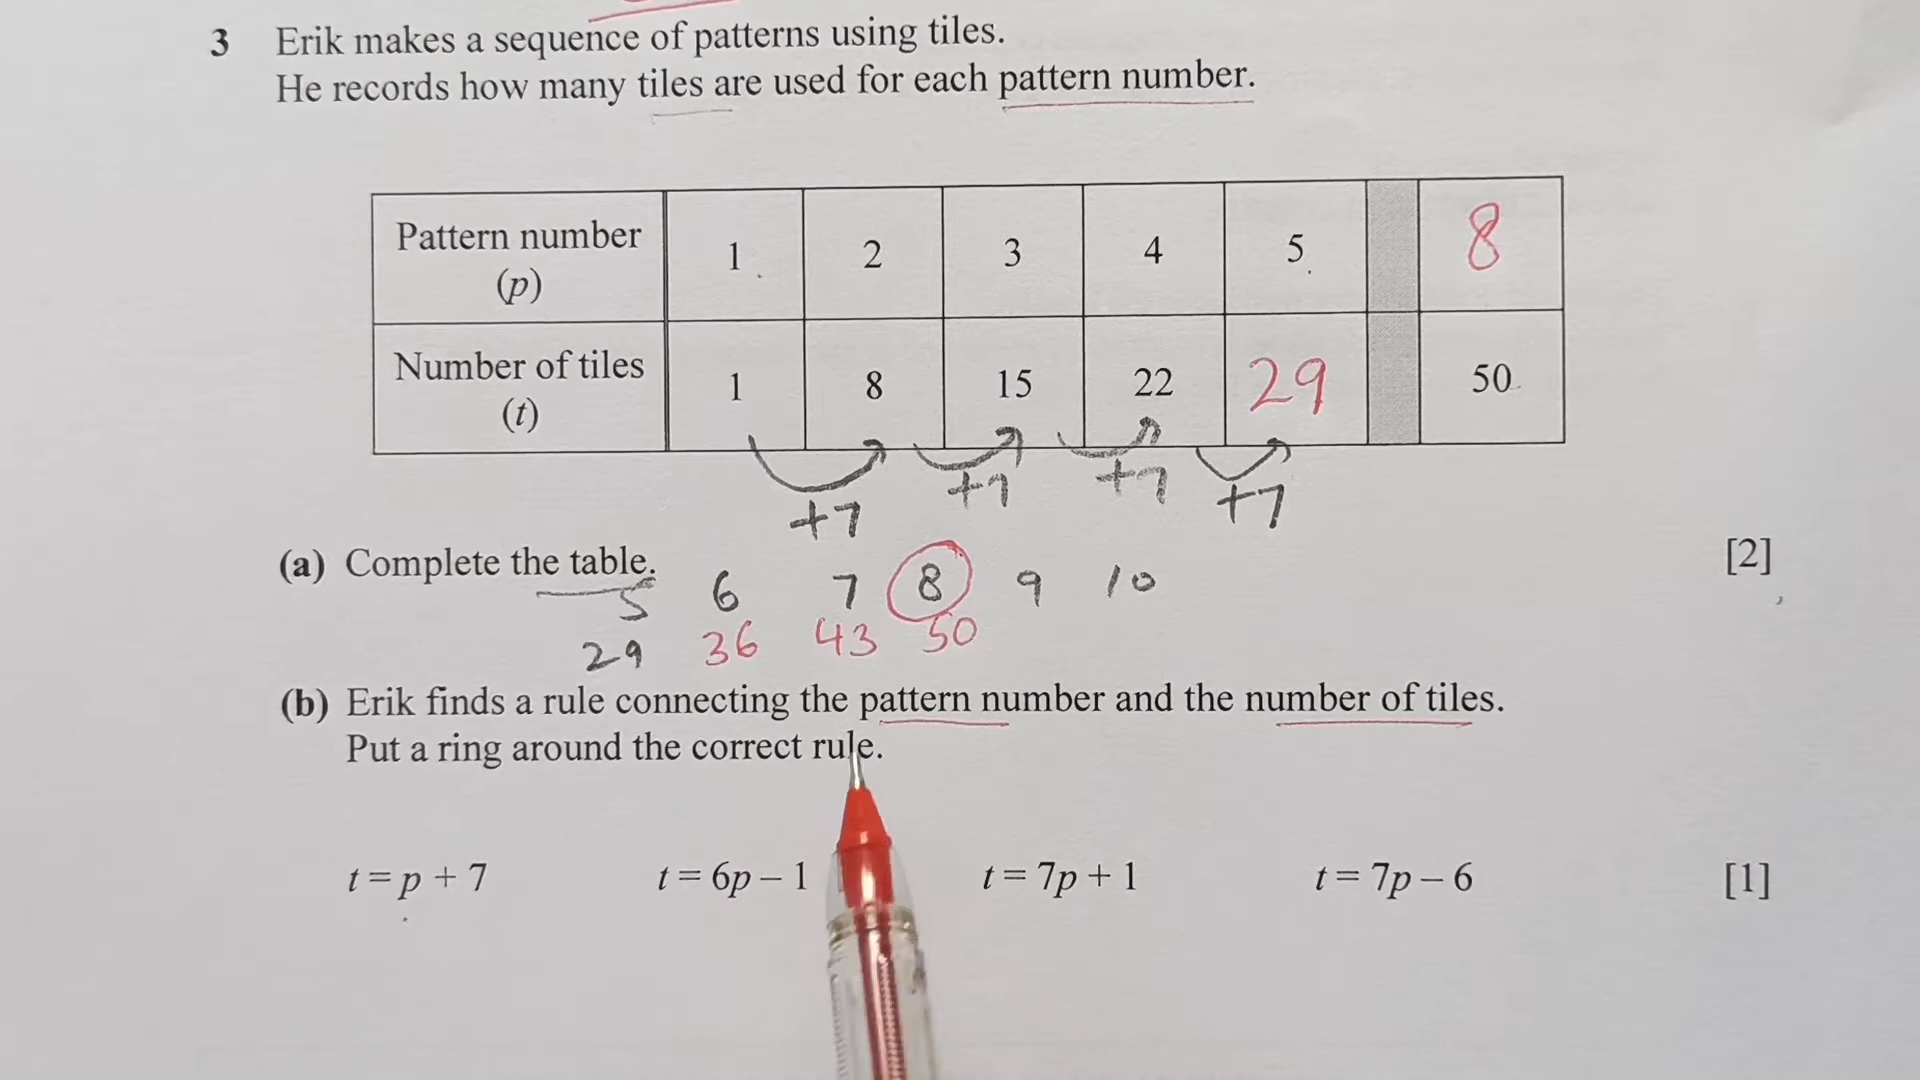 3 Erik makes a sequence of patterns using tiles.
He records how many tiles are used for each pattern number.
Pattern number (p) 1 2 3 4 5 8
Number of tiles (t) 1 8 15 22 29 50
+7 +7 +7 +7
(a) Complete the table. [2]
5 6 7 8 9 10
29 36 43 50
(b) Erik finds a rule connecting the pattern number and the number of tiles.
Put a ring around the correct rule.
t = p + 7 t = 6p – 1 t = 7p + 1 t = 7p – 6 [1]